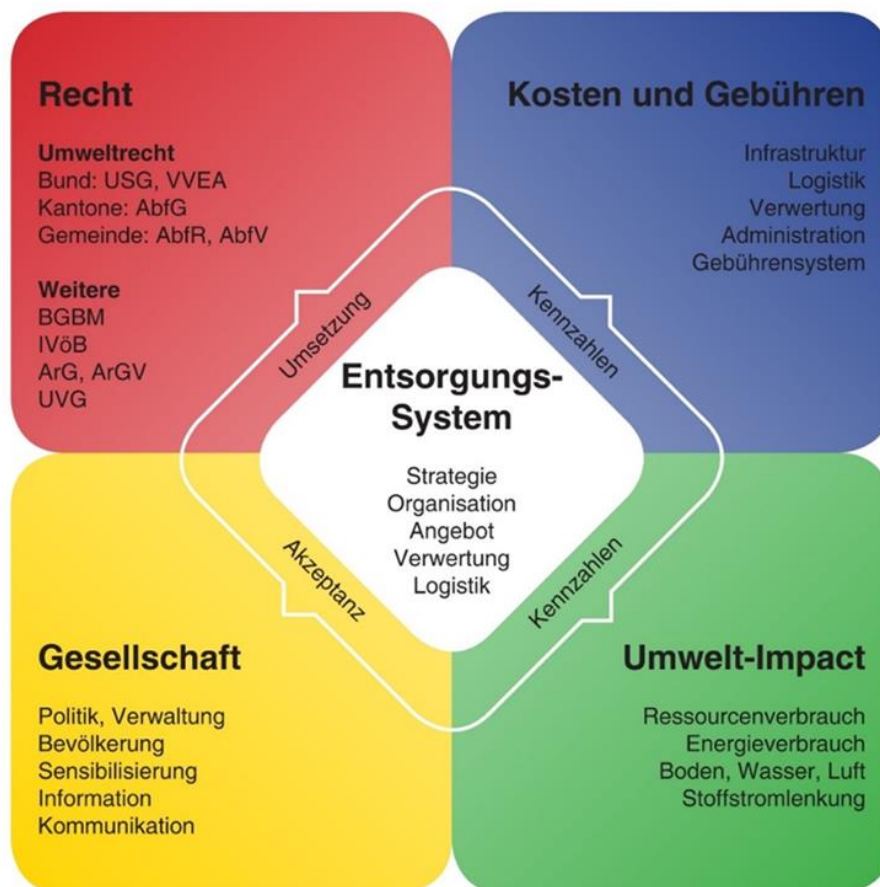 Recht
Umweltrecht
Bund: USG, VVEA
Kantone: AbfG
Gemeinde: AbfR, AbfV
Weitere
BGBM
IVöB
ArG, ArGV
UVG
Kosten und Gebühren
Infrastruktur
Logistik
Verwertung
Administration
Gebührensystem
Umsetzung
Kennzahlen
Entsorgungs-
System
Strategie
Organisation
Angebot
Verwertung
Logistik
Akzeptanz
Kennzahlen
Gesellschaft
Politik, Verwaltung
Bevölkerung
Sensibilisierung
Information
Kommunikation
Umwelt-Impact
Ressourcenverbrauch
Energieverbrauch
Boden, Wasser, Luft
Stoffstromlenkung